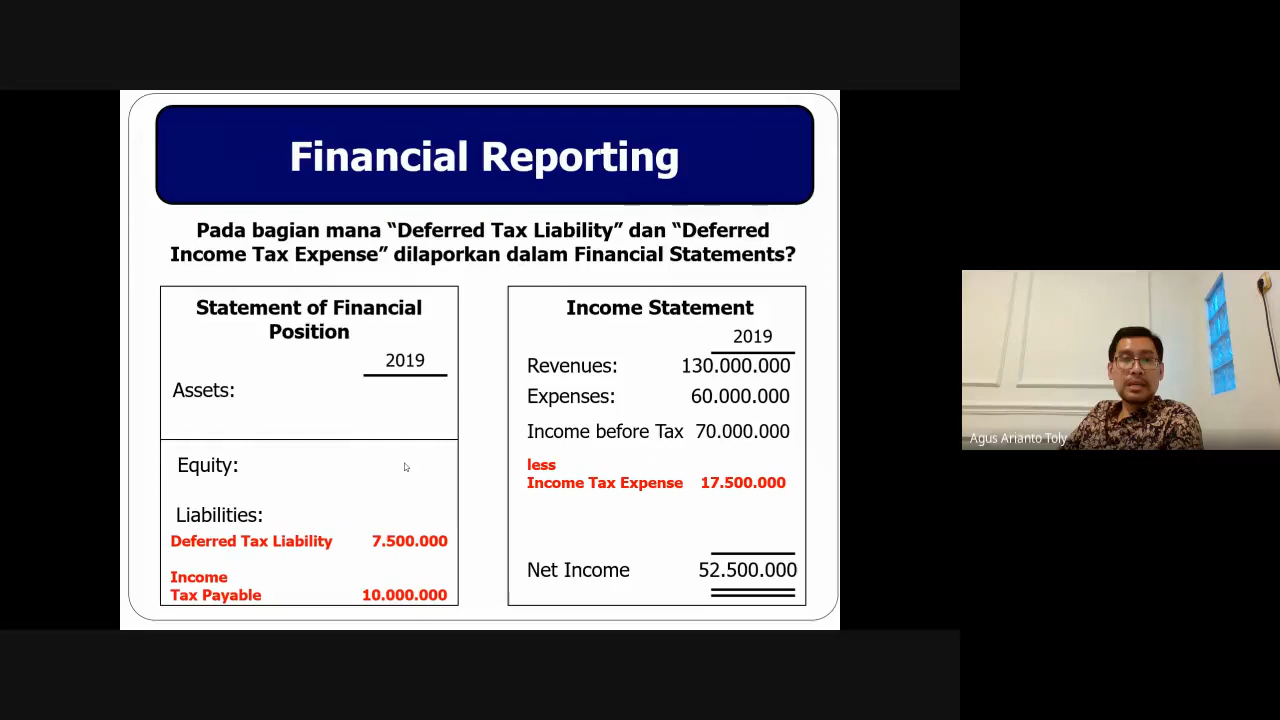 Financial Reporting
Pada bagian mana “Deferred Tax Liability” dan “Deferred
Income Tax Expense” dilaporkan dalam Financial Statements?
Statement of Financial
Position
2019
Assets:
Equity:
Liabilities:
Deferred Tax Liability 7.500.000
Income
Tax Payable 10.000.000
Income Statement
2019
Revenues: 130.000.000
Expenses: 60.000.000
Income before Tax 70.000.000
less
Income Tax Expense 17.500.000
Net Income 52.500.000
Agus Arianto Toly